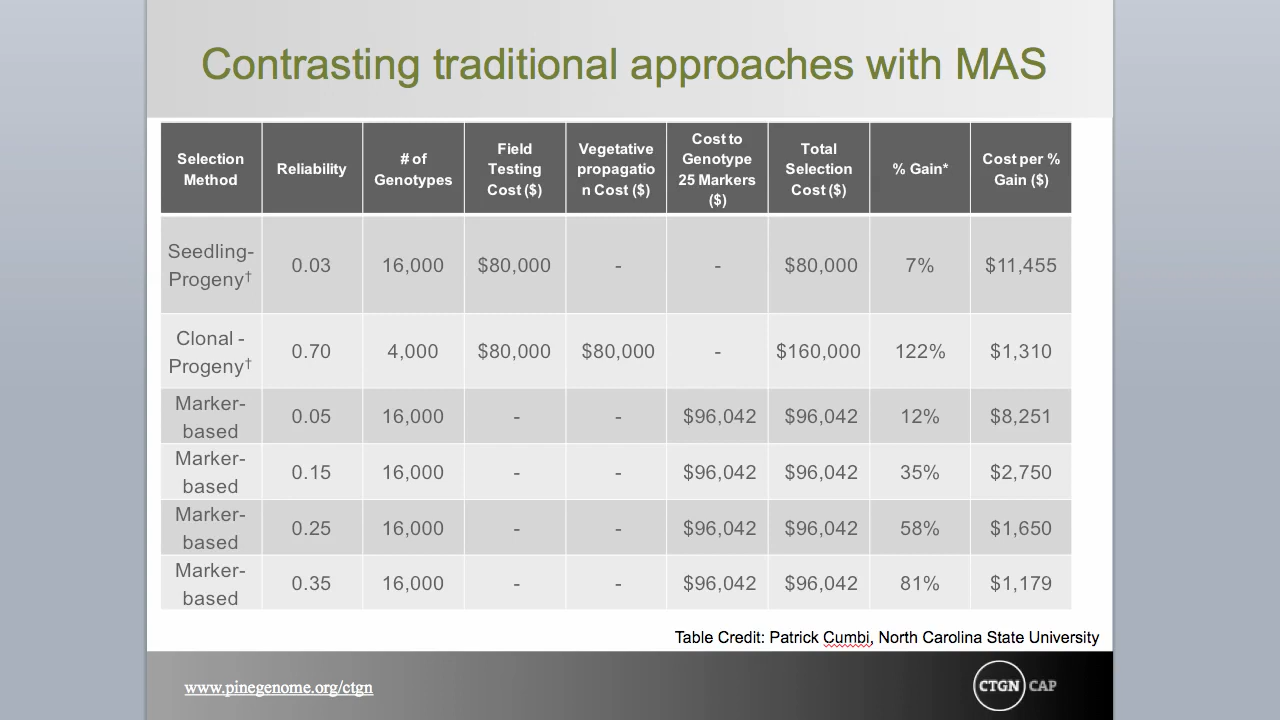 Contrasting traditional approaches with MAS
Selection Method | Reliability | # of Genotypes | Field Testing Cost ($) | Vegetative propagatio n Cost ($) | Cost to Genotype 25 Markers ($) | Total Selection Cost ($) | % Gain* | Cost per % Gain ($)
Seedling-Progeny† | 0.03 | 16,000 | $80,000 | - | - | $80,000 | 7% | $11,455
Clonal - Progeny† | 0.70 | 4,000 | $80,000 | $80,000 | - | $160,000 | 122% | $1,310
Marker-based | 0.05 | 16,000 | - | - | $96,042 | $96,042 | 12% | $8,251
Marker-based | 0.15 | 16,000 | - | - | $96,042 | $96,042 | 35% | $2,750
Marker-based | 0.25 | 16,000 | - | - | $96,042 | $96,042 | 58% | $1,650
Marker-based | 0.35 | 16,000 | - | - | $96,042 | $96,042 | 81% | $1,179
Table Credit: Patrick Cumbi, North Carolina State University
www.pinegenome.org/ctgn
CTGN CAP